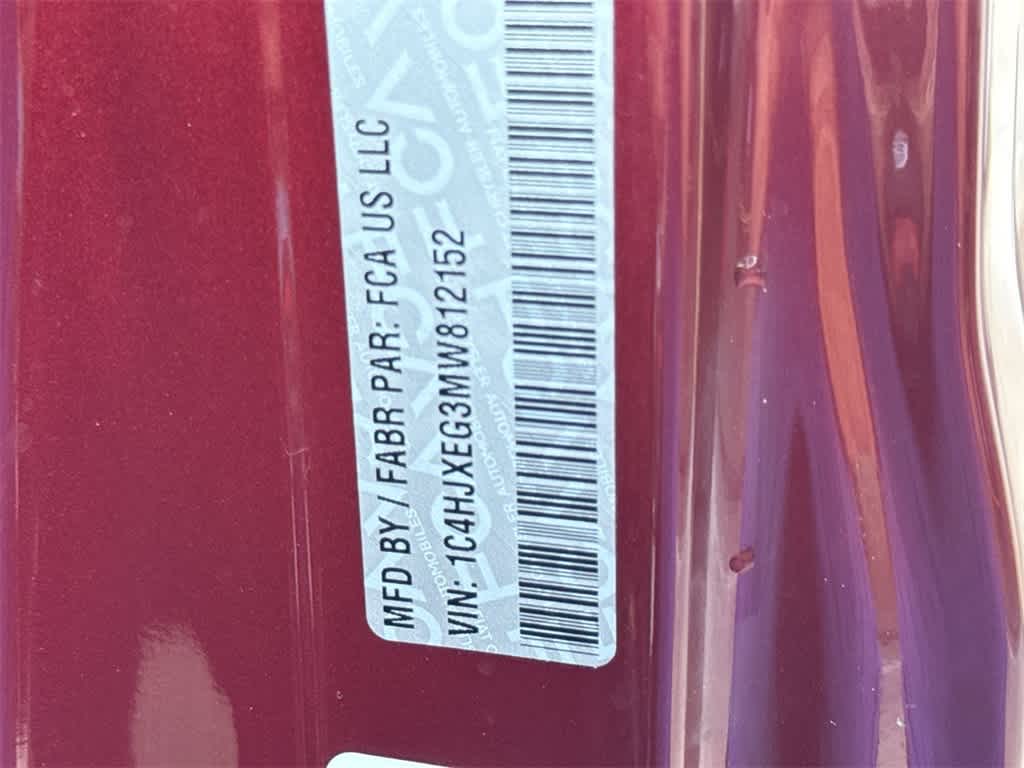 MFD BY / FABR PAR: FCA US LLC
VIN: 1C4HJXEG3MW812152